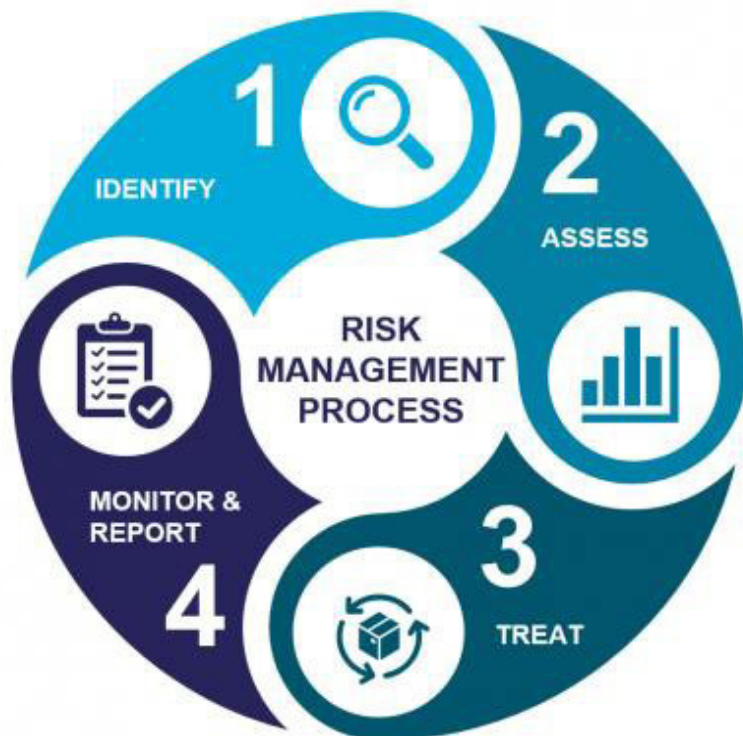 RISK
MANAGEMENT
PROCESS
1
IDENTIFY
2
ASSESS
3
TREAT
MONITOR &
REPORT
4